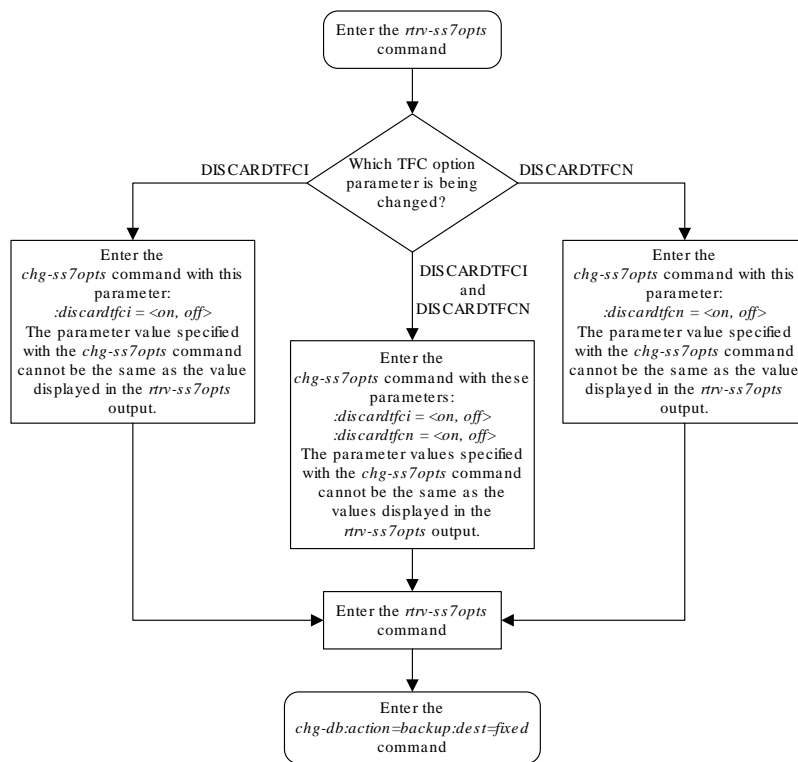 Enter the rtrv-ss7opts
command
Which TFC option
parameter is being
changed?
DISCARDTFCI
DISCARDTFCN
Enter the
chg-ss7opts command with this
parameter:
:discardtfci = <on, off>
The parameter value specified
with the chg-ss7opts command
cannot be the same as the value
displayed in the rtrv-ss7opts
output.
DISCARDTFCI
and
DISCARDTFCN
Enter the
chg-ss7opts command with these
parameters:
:discardtfci = <on, off>
:discardtfcn = <on, off>
The parameter values specified
with the chg-ss7opts command
cannot be the same as the
values displayed in the
rtrv-ss7opts output.
Enter the
chg-ss7opts command with this
parameter:
:discardtfcn = <on, off>
The parameter value specified
with the chg-ss7opts command
cannot be the same as the value
displayed in the rtrv-ss7opts
output.
Enter the rtrv-ss7opts
command
Enter the
chg-db:action=backup:dest=fixed
command